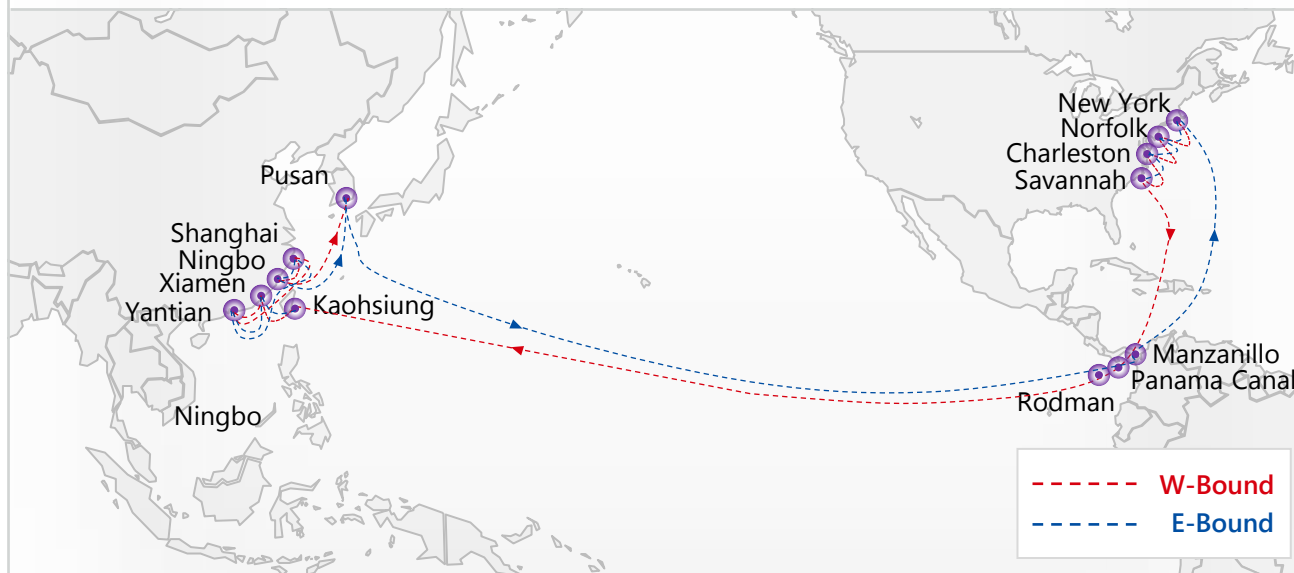 New York
Norfolk
Charleston
Savannah
Pusan
Shanghai
Ningbo
Xiamen
Yantian
Kaohsiung
Manzanillo
Panama Canal
Rodman
Ningbo
W-Bound
E-Bound